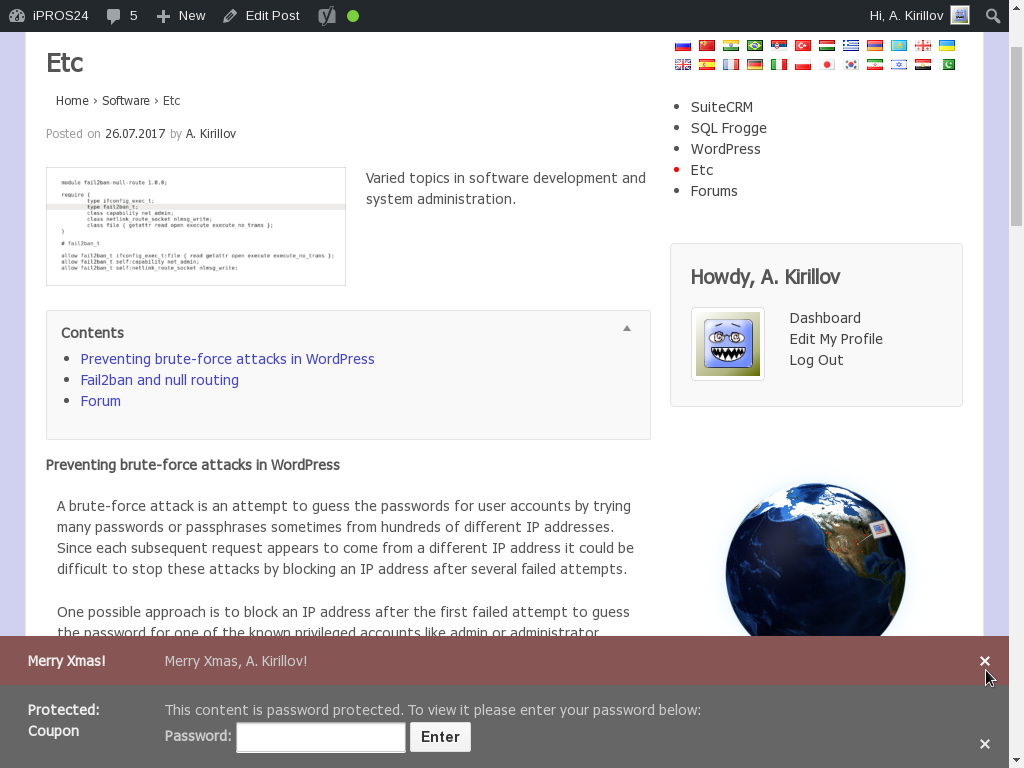 iPROS24 5 New Edit Post Hi, A. Kirillov
Etc
Home › Software › Etc
Posted on 26.07.2017 by A. Kirillov
module fail2ban-null-route 1.0.0;
require {
type ifconfig_exec_t;
type fail2ban_t;
class capability net_admin;
class netlink_route_socket nlmsg_write;
class file { getattr read open execute execute_no_trans };
}
# fail2ban_t
allow fail2ban_t ifconfig_exec_t:file { read getattr open execute execute_no_trans };
allow fail2ban_t self:capability net_admin;
allow fail2ban_t self:netlink_route_socket nlmsg_write;
Varied topics in software development and
system administration.
Contents
Preventing brute-force attacks in WordPress
Fail2ban and null routing
Forum
Preventing brute-force attacks in WordPress
A brute-force attack is an attempt to guess the passwords for user accounts by trying
many passwords or passphrases sometimes from hundreds of different IP addresses.
Since each subsequent request appears to come from a different IP address it could be
difficult to stop these attacks by blocking an IP address after several failed attempts.
One possible approach is to block an IP address after the first failed attempt to guess
the password for one of the known privileged accounts like admin or administrator.
SuiteCRM
SQL Frogge
WordPress
Etc
Forums
Howdy, A. Kirillov
Dashboard
Edit My Profile
Log Out
Merry Xmas! Merry Xmas, A. Kirillov!
Protected: This content is password protected. To view it please enter your password below:
Coupon Password: Enter